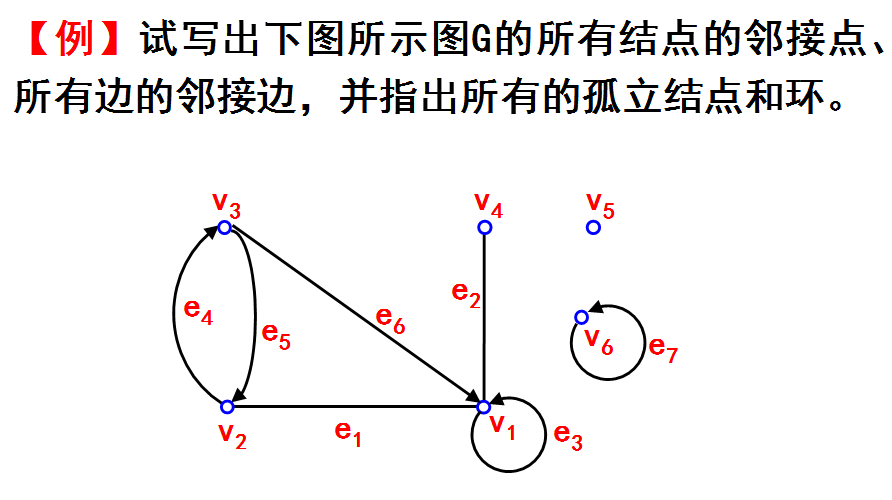 【例】试写出下图所示图G的所有结点的邻接点、
所有边的邻接边，并指出所有的孤立结点和环。
v3 v4 v5
e2
e4 e6
e5 v6 e7
v2 e1 v1 e3